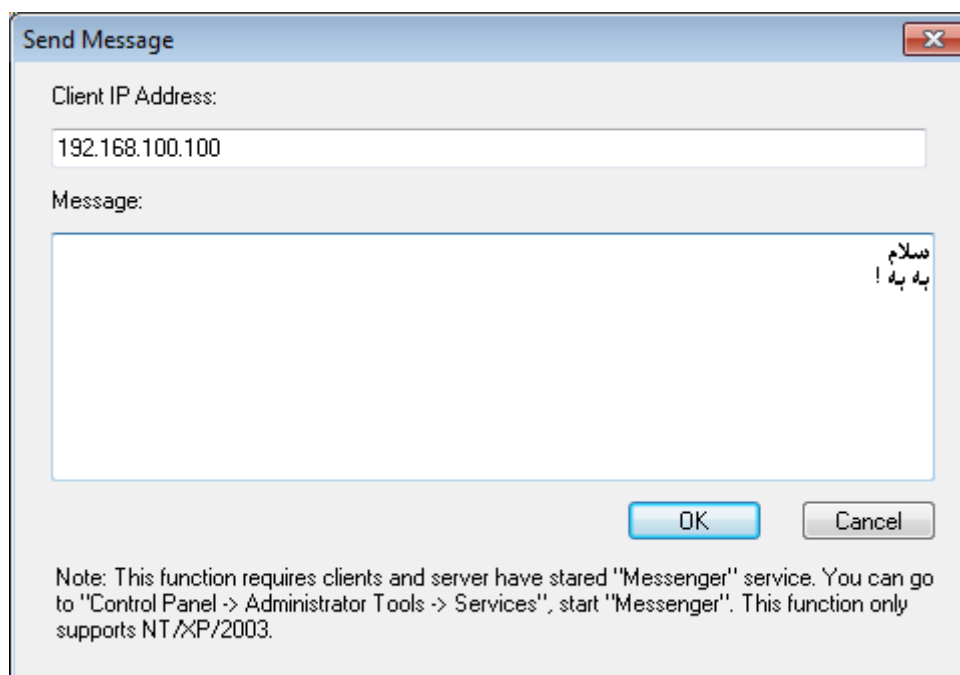 Send Message
Client IP Address:
192.168.100.100
Message:
سلام
به به !
OK
Cancel
Note: This function requires clients and server have stared "Messenger" service. You can go
to "Control Panel -> Administrator Tools -> Services", start "Messenger". This function only
supports NT/XP/2003.